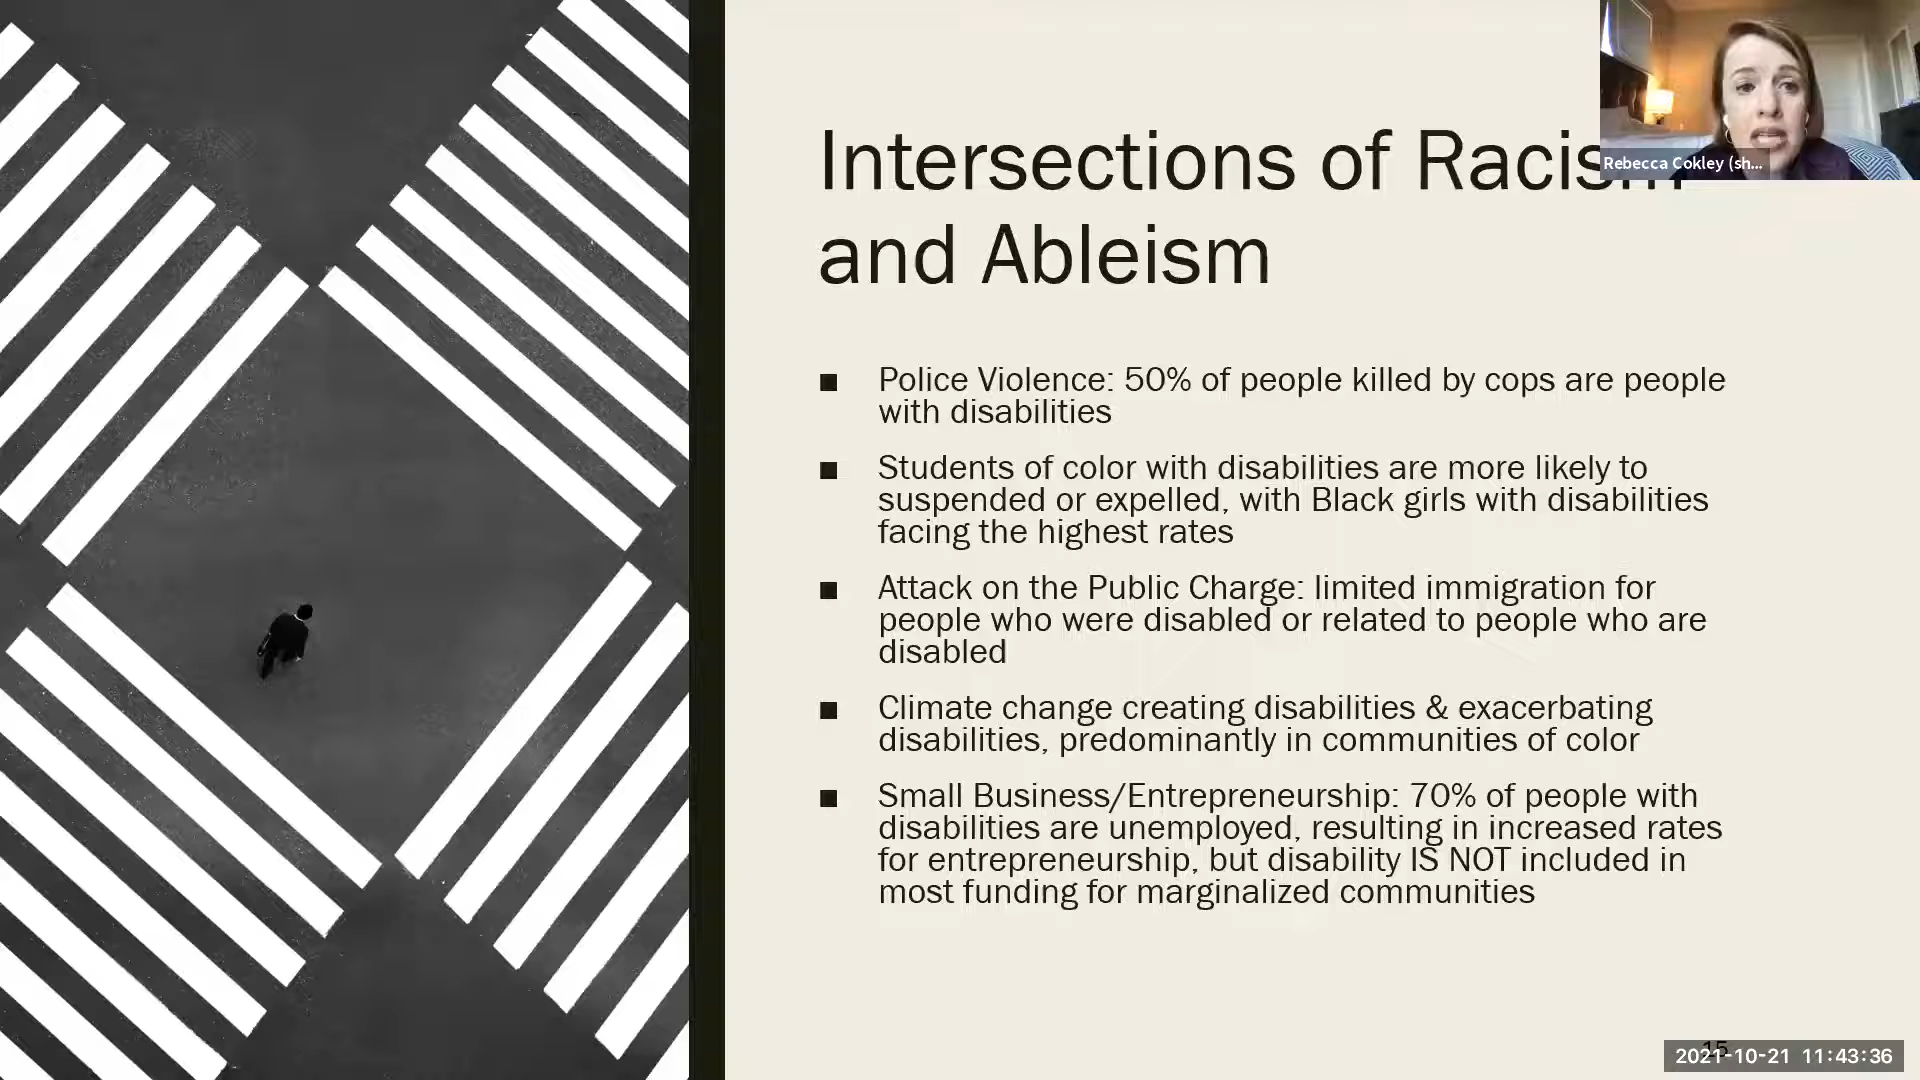 Intersections of Racism
and Ableism
Rebecca Cokley (sh...
■ Police Violence: 50% of people killed by cops are people
with disabilities
■ Students of color with disabilities are more likely to
suspended or expelled, with Black girls with disabilities
facing the highest rates
■ Attack on the Public Charge: limited immigration for
people who were disabled or related to people who are
disabled
■ Climate change creating disabilities & exacerbating
disabilities, predominantly in communities of color
■ Small Business/Entrepreneurship: 70% of people with
disabilities are unemployed, resulting in increased rates
for entrepreneurship, but disability IS NOT included in
most funding for marginalized communities
15
2021-10-21 11:43:36